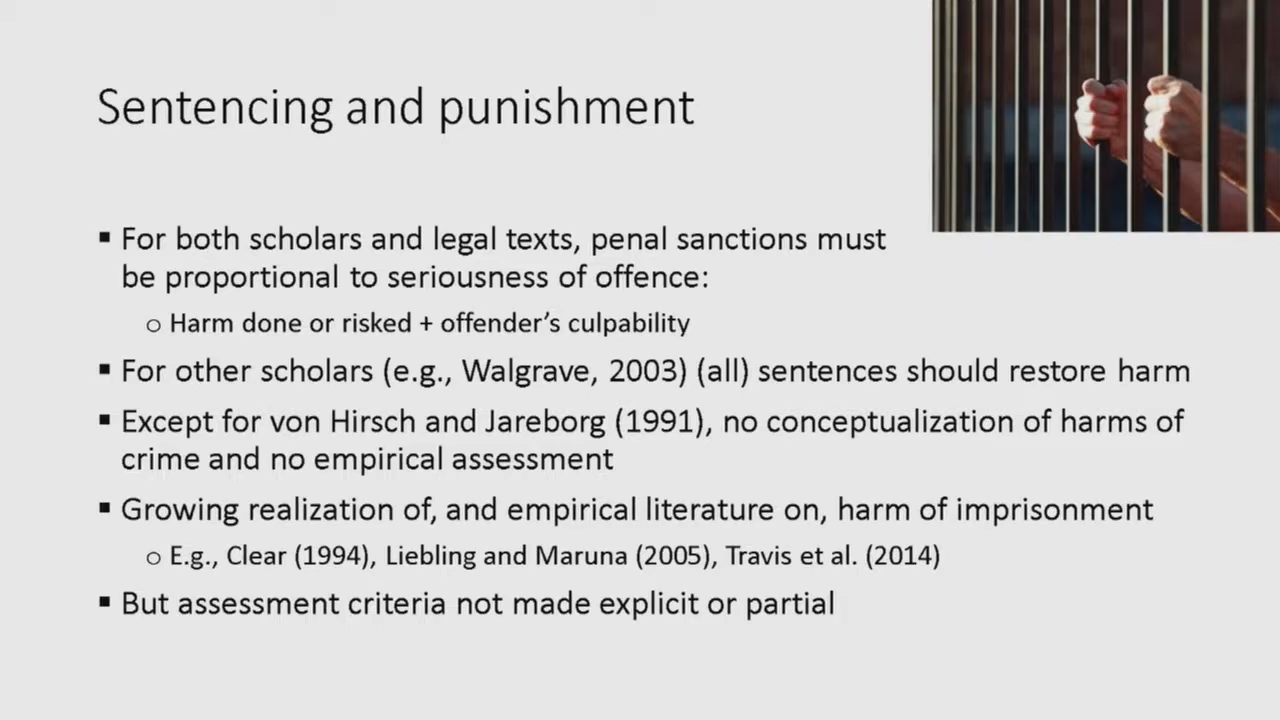 Sentencing and punishment
▪ For both scholars and legal texts, penal sanctions must
be proportional to seriousness of offence:
o Harm done or risked + offender’s culpability
▪ For other scholars (e.g., Walgrave, 2003) (all) sentences should restore harm
▪ Except for von Hirsch and Jareborg (1991), no conceptualization of harms of
crime and no empirical assessment
▪ Growing realization of, and empirical literature on, harm of imprisonment
o E.g., Clear (1994), Liebling and Maruna (2005), Travis et al. (2014)
▪ But assessment criteria not made explicit or partial